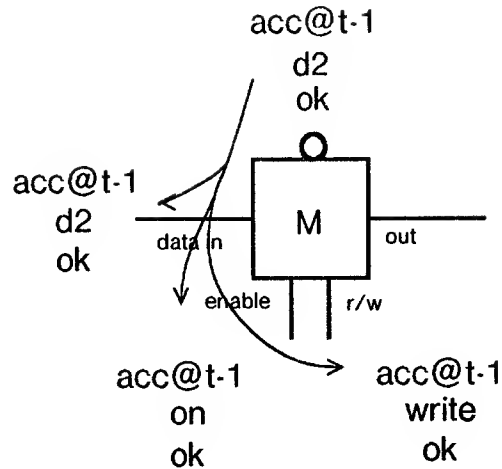 acc@t-1
d2
ok
acc@t-1
d2
ok
M
data in
out
enable
r/w
acc@t-1
on
ok
acc@t-1
write
ok